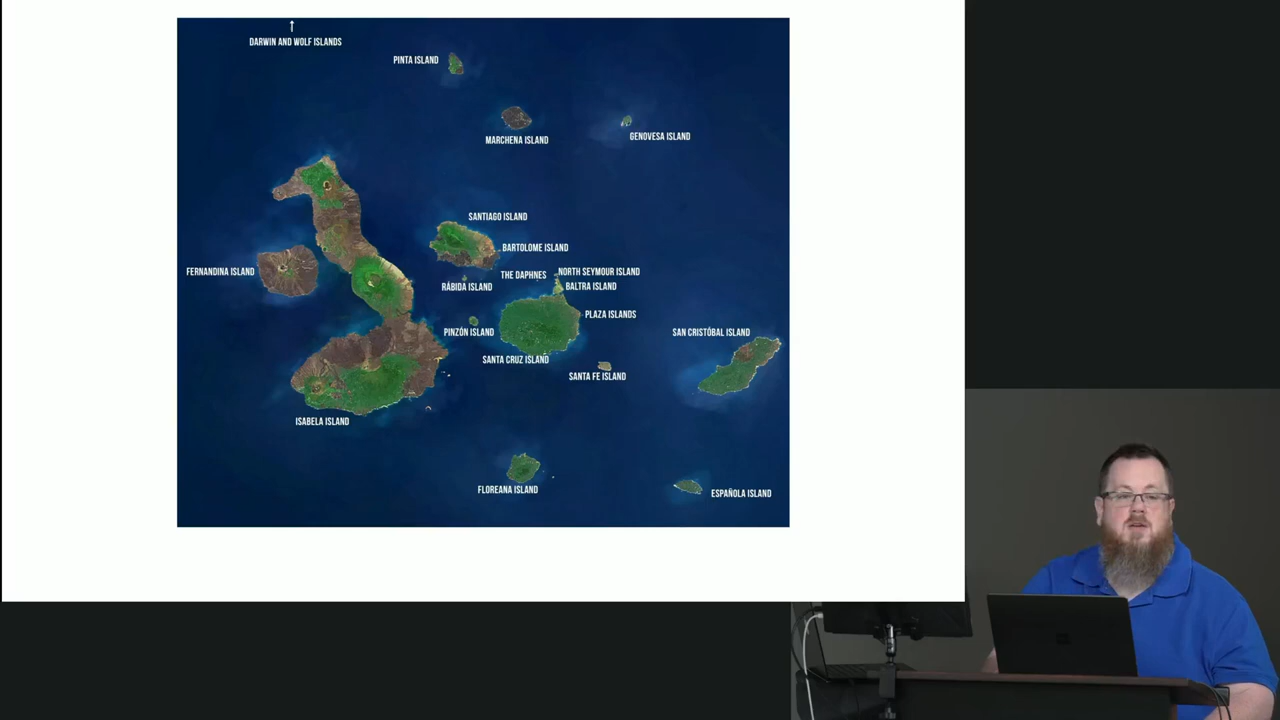 DARWIN AND WOLF ISLANDS
PINTA ISLAND
MARCHENA ISLAND
GENOVESA ISLAND
SANTIAGO ISLAND
BARTOLOME ISLAND
FERNANDINA ISLAND
THE DAPHNES
NORTH SEYMOUR ISLAND
RÁBIDA ISLAND
BALTRA ISLAND
PLAZA ISLANDS
PINZÓN ISLAND
SAN CRISTÓBAL ISLAND
SANTA CRUZ ISLAND
SANTA FE ISLAND
ISABELA ISLAND
FLOREANA ISLAND
ESPAÑOLA ISLAND